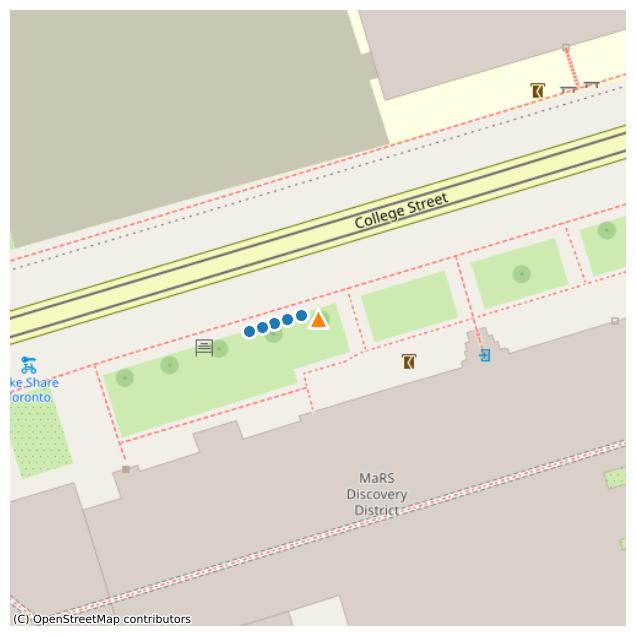 College Street
ke Share
oronto
MaRS
Discovery
District
(C) OpenStreetMap contributors